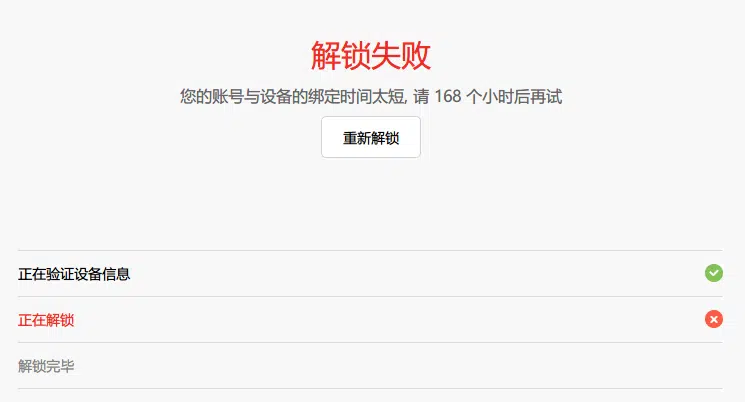 解锁失败
您的账号与设备的绑定时间太短, 请 168 个小时后再试
重新解锁
正在验证设备信息
正在解锁
解锁完毕